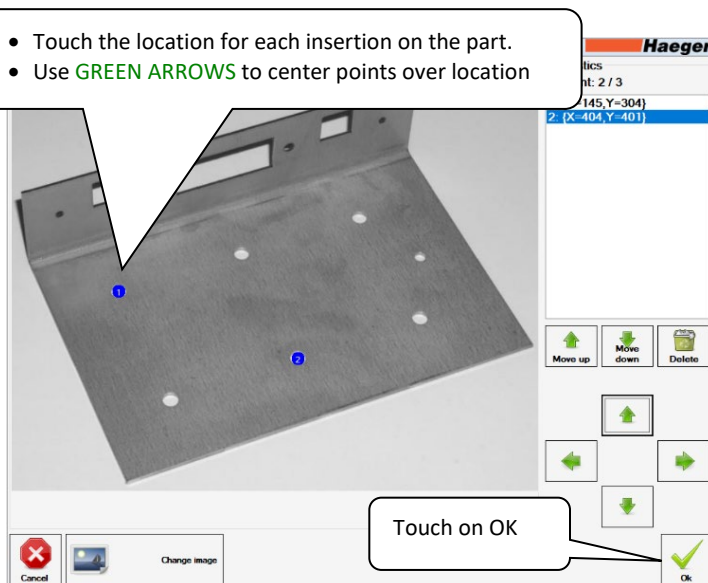 • Touch the location for each insertion on the part.
• Use GREEN ARROWS to center points over location
Haeger
tics
nt: 2 / 3
=145,Y=304}
2: {X=404,Y=401}
1
2
Move up
Move down
Delete
Touch on OK
Cancel
Change image
Ok